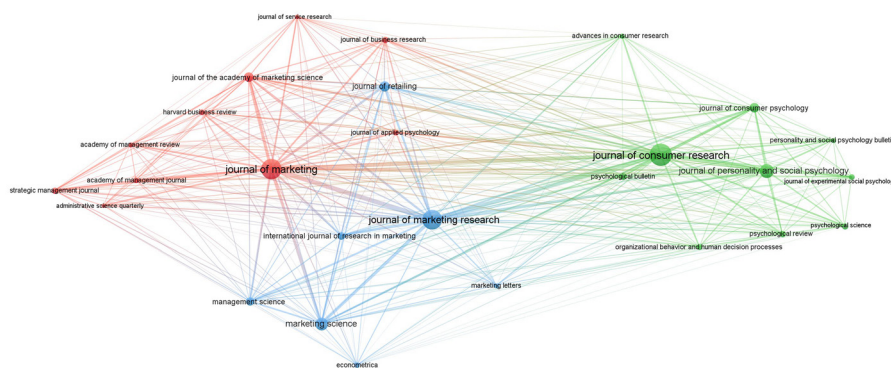 journal of service research
advances in consumer research
journal of business research
journal of the academy of marketing science
journal of retailing
journal of consumer psychology
harvard business review
journal of applied psychology
personality and social psychology bulletin
academy of management review
journal of consumer research
journal of marketing
journal of personality and social psychology
psychological bulletin
academy of management journal
journal of experimental social psycholo
strategic management journal
administrative science quarterly
journal of marketing research
psychological science
psychological review
international journal of research in marketing
organizational behavior and human decision processes
marketing letters
management science
marketing science
econometrica